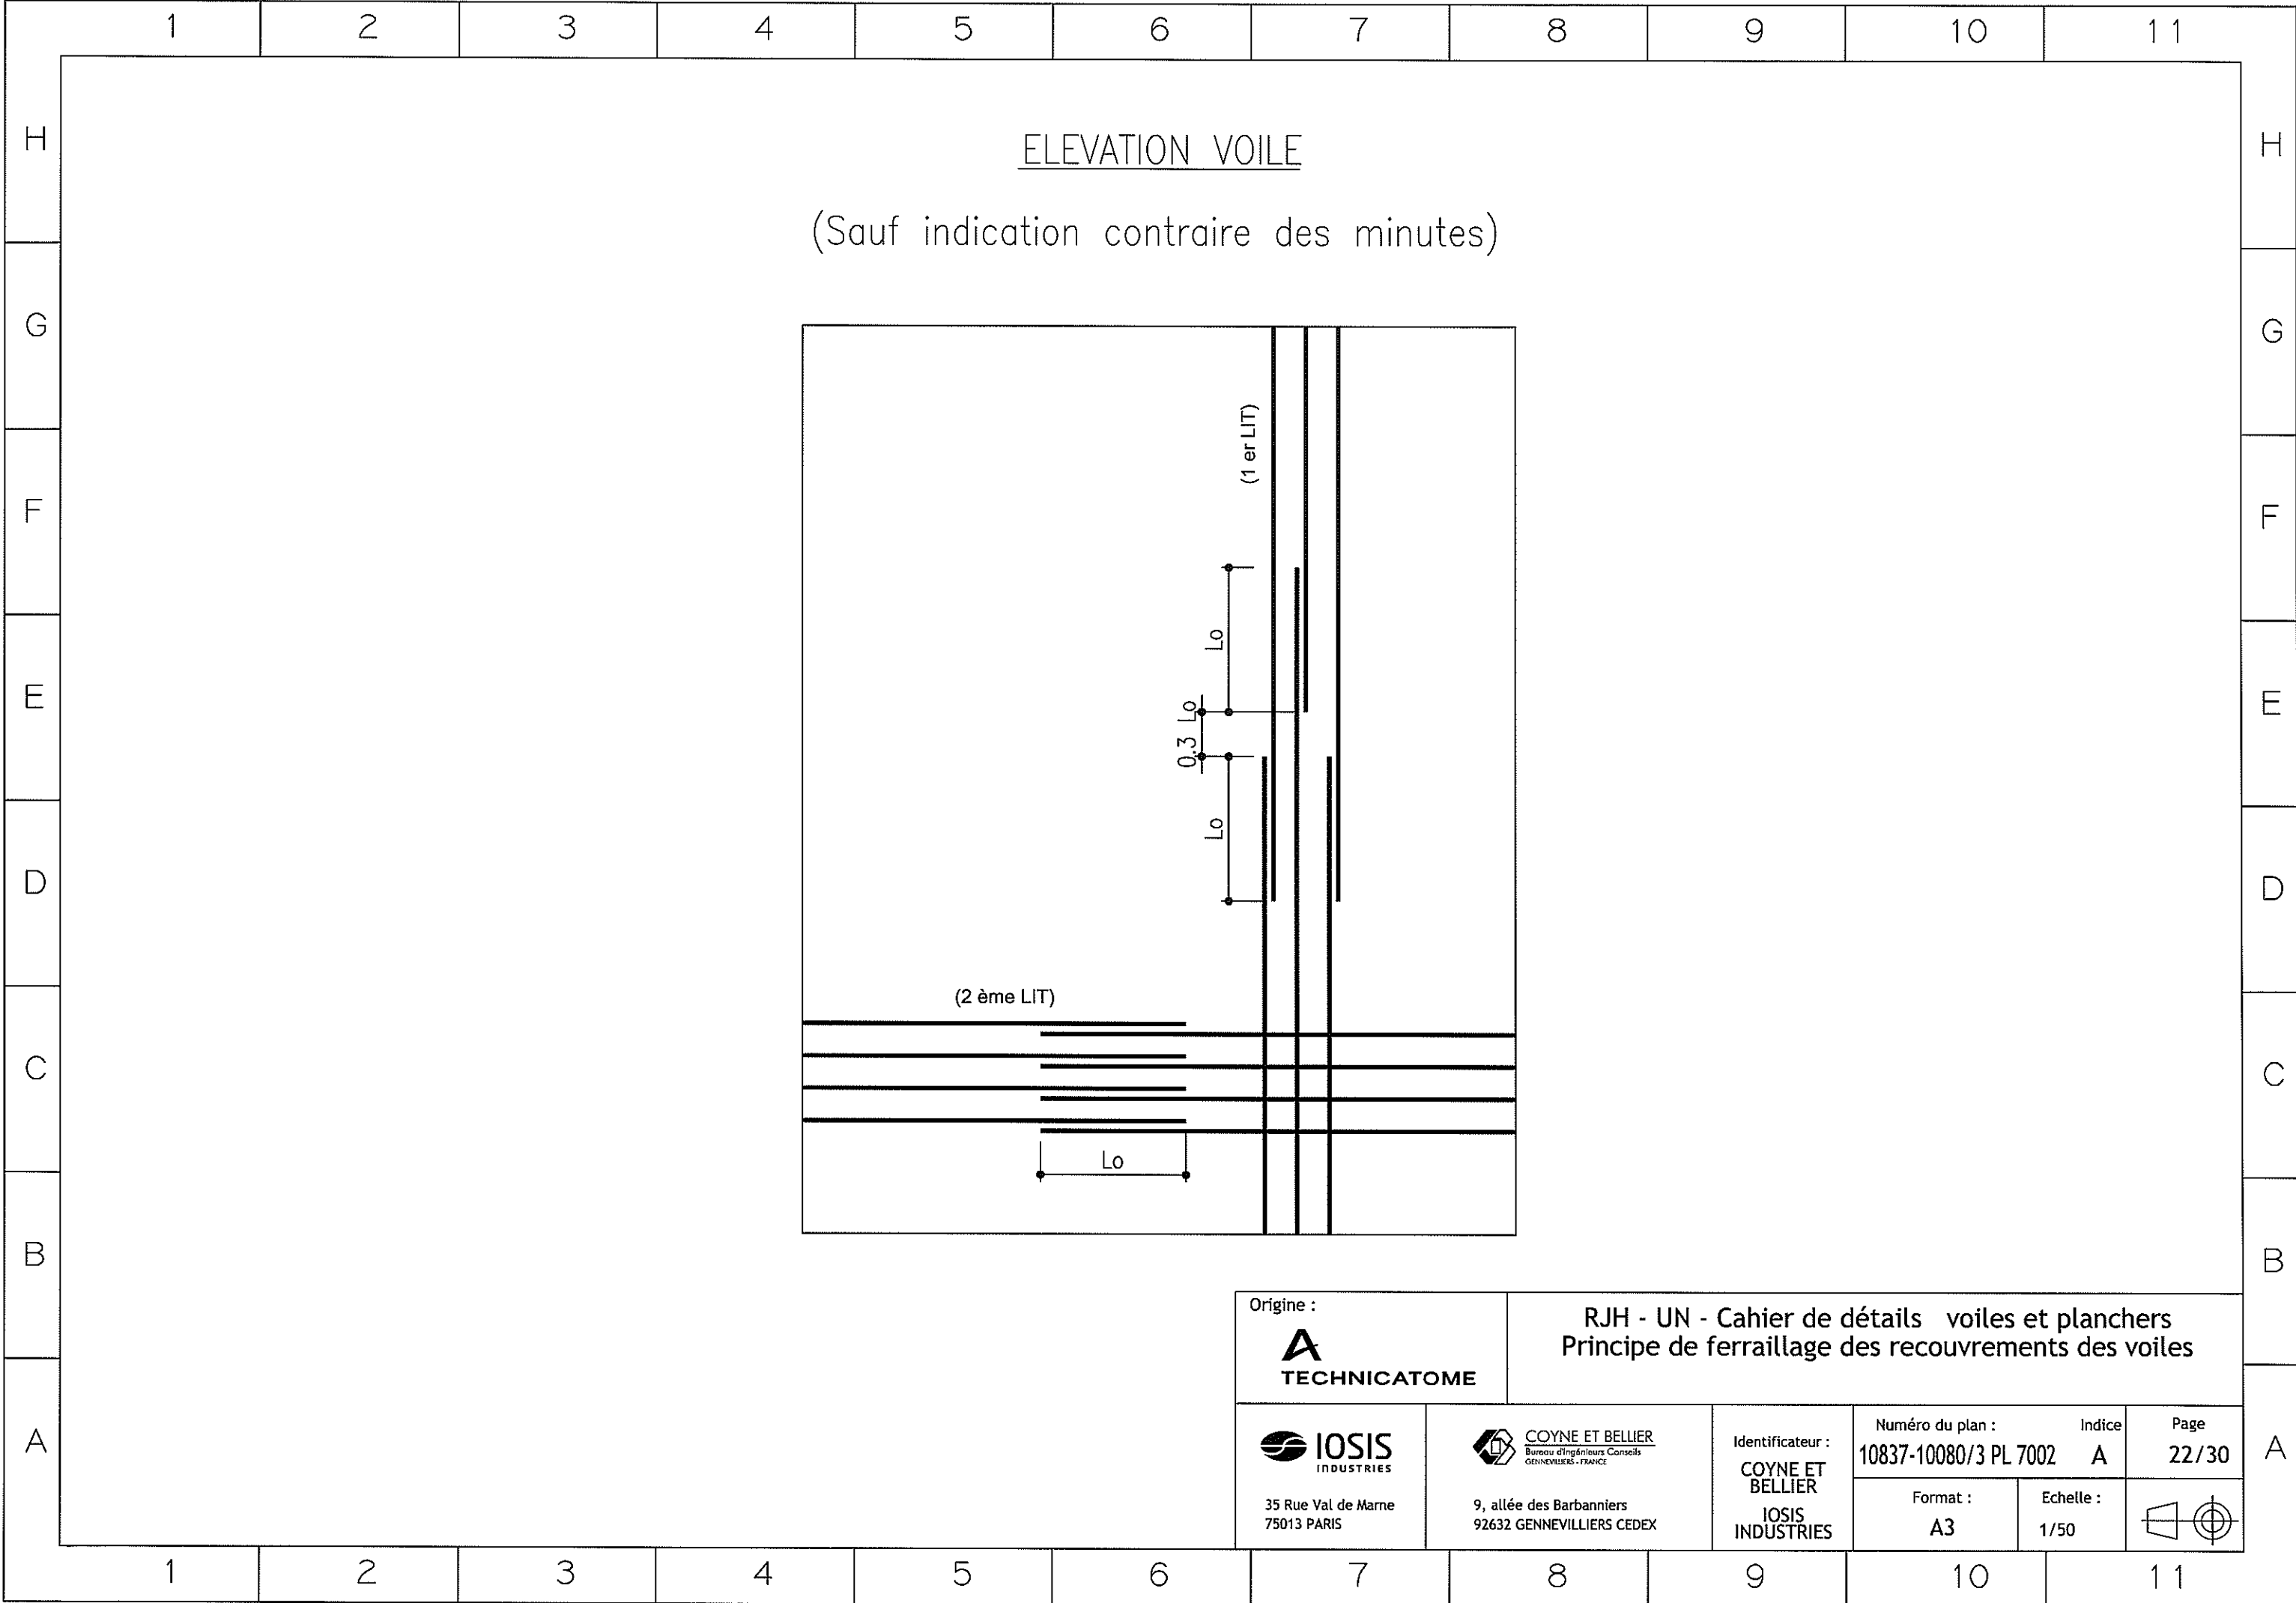 1 2 3 4 5 6 7 8 9 10 11
H H
ELEVATION VOILE
(Sauf indication contraire des minutes)
G G
(1 er LIT)
F F
Lo
E E
0.3 Lo
Lo
D D
(2 ème LIT)
C C
Lo
B B
Origine :
A
TECHNICATOME
RJH - UN - Cahier de détails voiles et planchers
Principe de ferraillage des recouvrements des voiles
A A
IOSIS
INDUSTRIES
35 Rue Val de Marne
75013 PARIS
COYNE ET BELLIER
Bureau d'Ingénieurs Conseils
GENNEVILLIERS - FRANCE
9, allée des Barbanniers
92632 GENNEVILLIERS CEDEX
Identificateur :
COYNE ET
BELLIER
IOSIS
INDUSTRIES
Numéro du plan : Indice
10837-10080/3 PL 7002 A
Page
22/30
Format :
A3
Echelle :
1/50
1 2 3 4 5 6 7 8 9 10 11